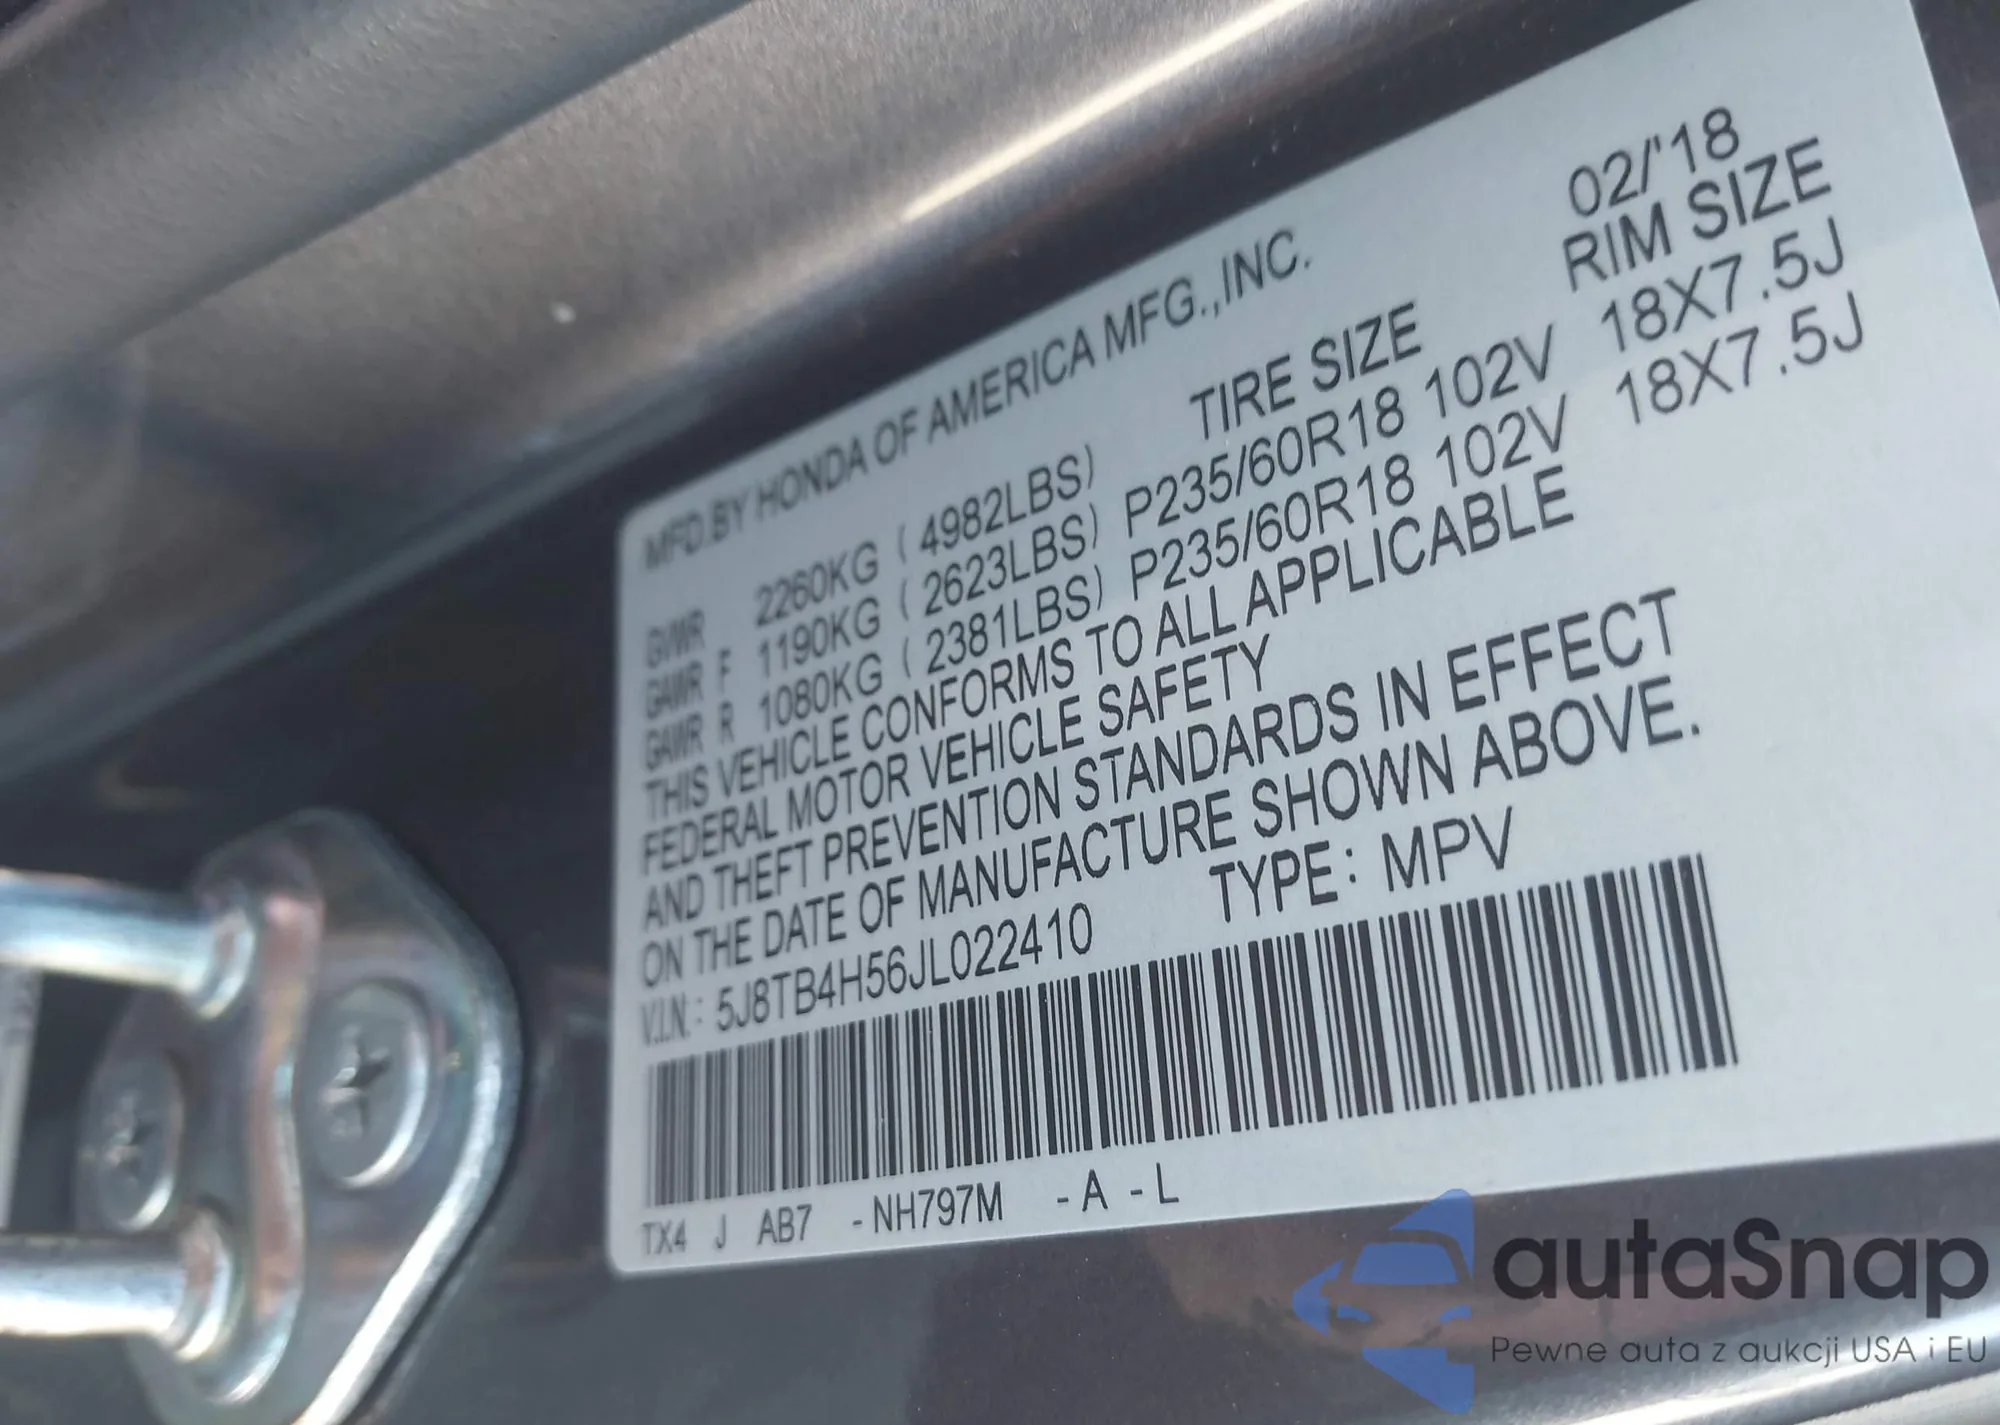 MFD.BY HONDA OF AMERICA MFG.,INC. 02/'18
TIRE SIZE RIM SIZE
GVWR 2260KG ( 4982LBS)
GAWR F 1190KG ( 2623LBS) P235/60R18 102V 18X7.5J
GAWR R 1080KG ( 2381LBS) P235/60R18 102V 18X7.5J
THIS VEHICLE CONFORMS TO ALL APPLICABLE
FEDERAL MOTOR VEHICLE SAFETY
AND THEFT PREVENTION STANDARDS IN EFFECT
ON THE DATE OF MANUFACTURE SHOWN ABOVE.
V.I.N.: 5J8TB4H56JL022410 TYPE: MPV
TX4 J AB7 -NH797M -A -L
autaSnap
Pewne auta z aukcji USA i EU